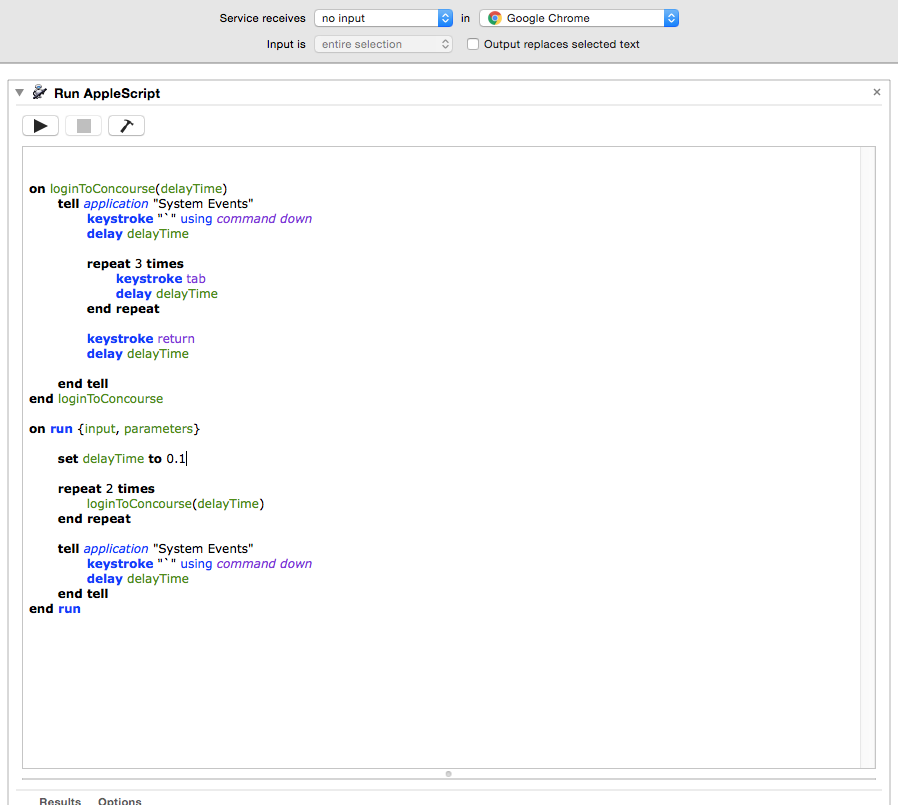 Service receives no input in Google Chrome
Input is entire selection Output replaces selected text
Run AppleScript
on loginToConcourse(delayTime)
tell application "System Events"
keystroke "`" using command down
delay delayTime
repeat 3 times
keystroke tab
delay delayTime
end repeat
keystroke return
delay delayTime
end tell
end loginToConcourse
on run {input, parameters}
set delayTime to 0.1
repeat 2 times
loginToConcourse(delayTime)
end repeat
tell application "System Events"
keystroke "`" using command down
delay delayTime
end tell
end run
Results Options